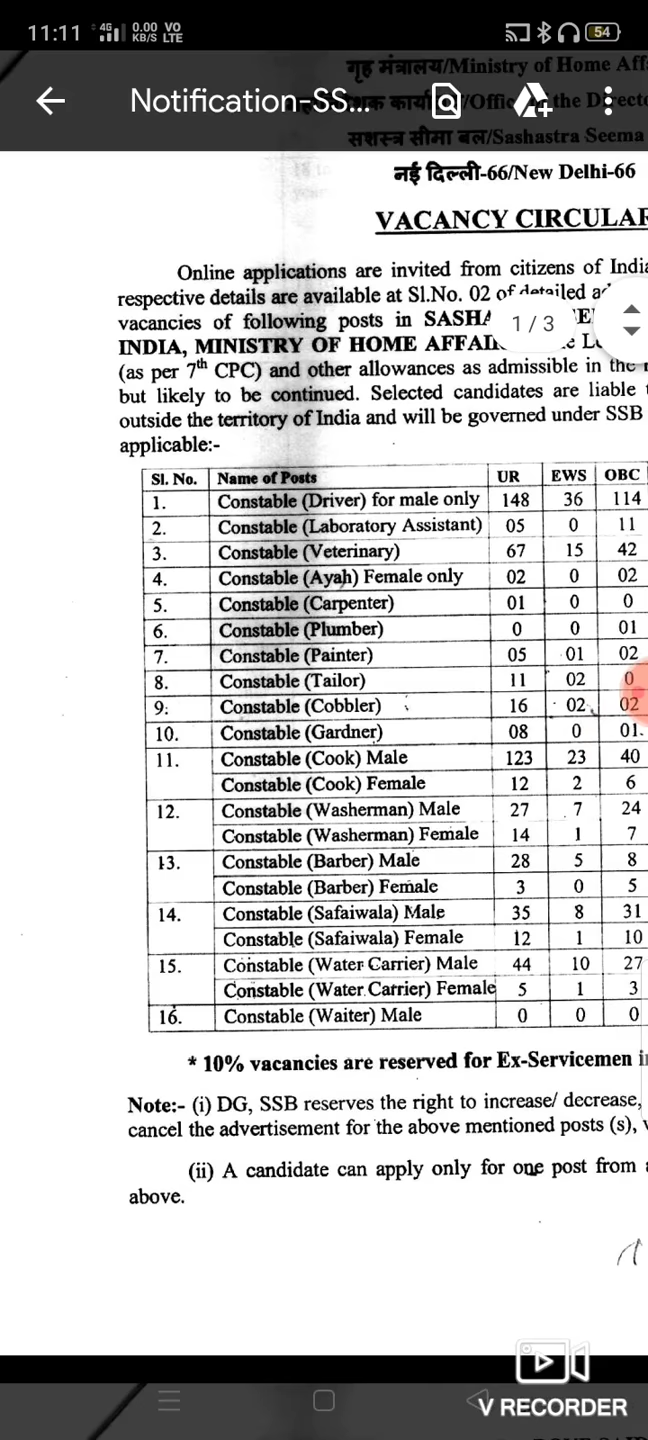 11:11 4G 0.00 KB/S VO LTE 54
गृह मंत्रालय/Ministry of Home Aff
Notification-SS...
कार्या /Offic the Directo
सशस्त्र सीमा बल/Sashastra Seema
नई दिल्ली-66/New Delhi-66
VACANCY CIRCULAR
Online applications are invited from citizens of India
respective details are available at Sl.No. 02 of detailed ad
vacancies of following posts in SASHA E
1 / 3
INDIA, MINISTRY OF HOME AFFAI
(as per 7th CPC) and other allowances as admissible in the
but likely to be continued. Selected candidates are liable t
outside the territory of India and will be governed under SSB
applicable:-
Sl. No. Name of Posts UR EWS OBC
1. Constable (Driver) for male only 148 36 114
2. Constable (Laboratory Assistant) 05 0 11
3. Constable (Veterinary) 67 15 42
4. Constable (Ayah) Female only 02 0 02
5. Constable (Carpenter) 01 0 0
6. Constable (Plumber) 0 0 01
7. Constable (Painter) 05 01 02
8. Constable (Tailor) 11 02 0
9. Constable (Cobbler) 16 02 02
10. Constable (Gardner) 08 0 01
11. Constable (Cook) Male 123 23 40
Constable (Cook) Female 12 2 6
12. Constable (Washerman) Male 27 7 24
Constable (Washerman) Female 14 1 7
13. Constable (Barber) Male 28 5 8
Constable (Barber) Female 3 0 5
14. Constable (Safaiwala) Male 35 8 31
Constable (Safaiwala) Female 12 1 10
15. Constable (Water Carrier) Male 44 10 27
Constable (Water Carrier) Female 5 1 3
16. Constable (Waiter) Male 0 0 0
* 10% vacancies are reserved for Ex-Servicemen i
Note:- (i) DG, SSB reserves the right to increase/ decrease,
cancel the advertisement for the above mentioned posts (s), v
(ii) A candidate can apply only for one post from a
above.
V RECORDER